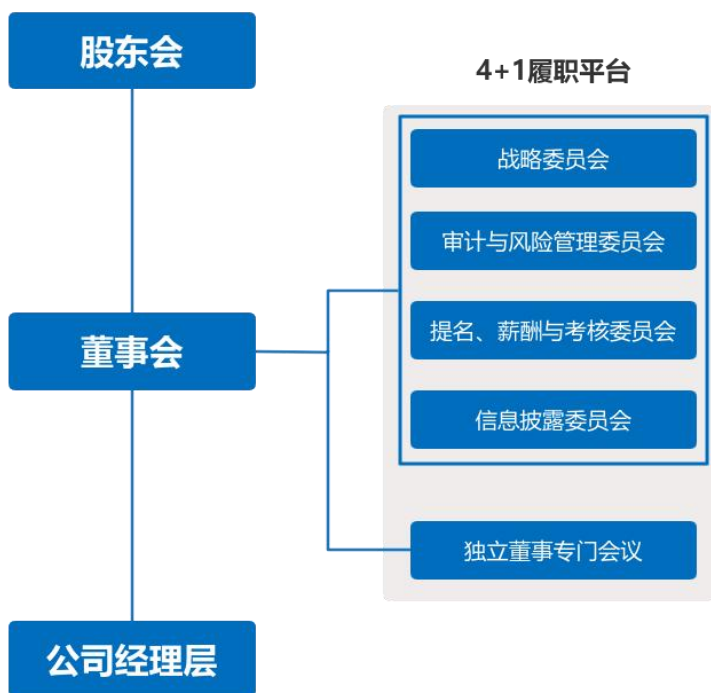 股东会
4+1履职平台
战略委员会
审计与风险管理委员会
董事会
提名、薪酬与考核委员会
信息披露委员会
独立董事专门会议
公司经理层